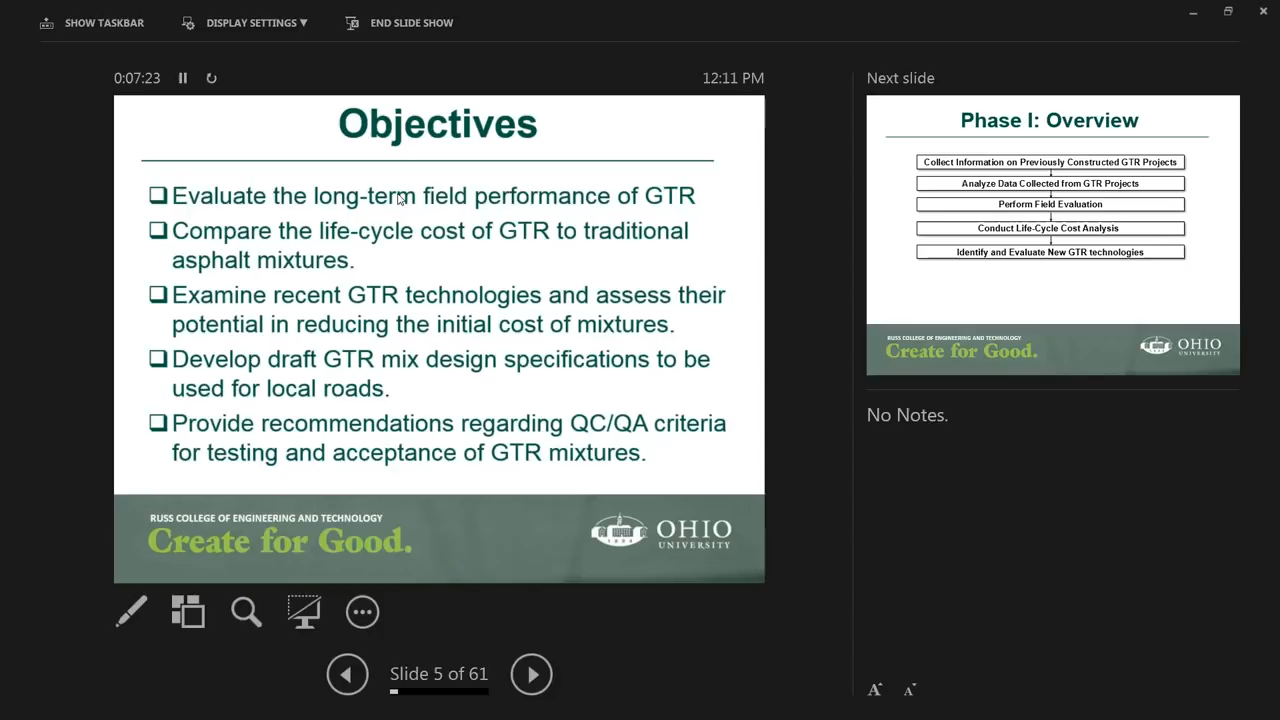 SHOW TASKBAR
DISPLAY SETTINGS ▼
END SLIDE SHOW
0:07:23
12:11 PM
Objectives
❑ Evaluate the long-term field performance of GTR
❑ Compare the life-cycle cost of GTR to traditional
asphalt mixtures.
❑ Examine recent GTR technologies and assess their
potential in reducing the initial cost of mixtures.
❑ Develop draft GTR mix design specifications to be
used for local roads.
❑ Provide recommendations regarding QC/QA criteria
for testing and acceptance of GTR mixtures.
RUSS COLLEGE OF ENGINEERING AND TECHNOLOGY
Create for Good.
1804
OHIO
UNIVERSITY
Slide 5 of 61
Next slide
Phase I: Overview
Collect Information on Previously Constructed GTR Projects
Analyze Data Collected from GTR Projects
Perform Field Evaluation
Conduct Life-Cycle Cost Analysis
Identify and Evaluate New GTR technologies
RUSS COLLEGE OF ENGINEERING AND TECHNOLOGY
Create for Good.
OHIO
UNIVERSITY
No Notes.
A A